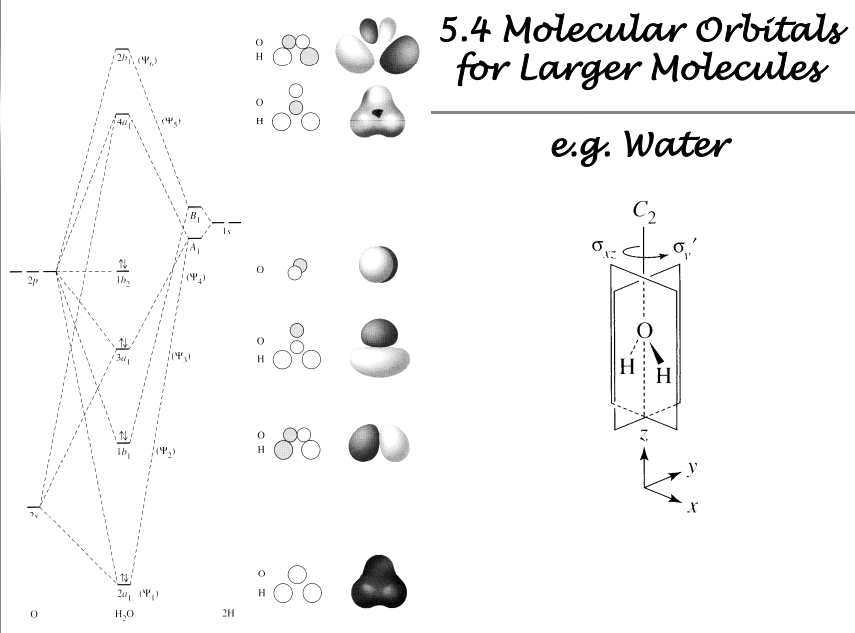 5.4 Molecular Orbitals
for Larger Molecules
e.g. Water
2b₁ (Ψ₆)
O
H
4a₁ (Ψ₅)
O
H
B₁
1s
A₁
2p
1b₂
(Ψ₄)
O
3a₁
(Ψ₃)
O
H
1b₁
(Ψ₂)
O
H
2s
2a₁ (Ψ₁)
O
H
O
H₂O
2H
C₂
σxz
σv′
O
H
H
z
y
x